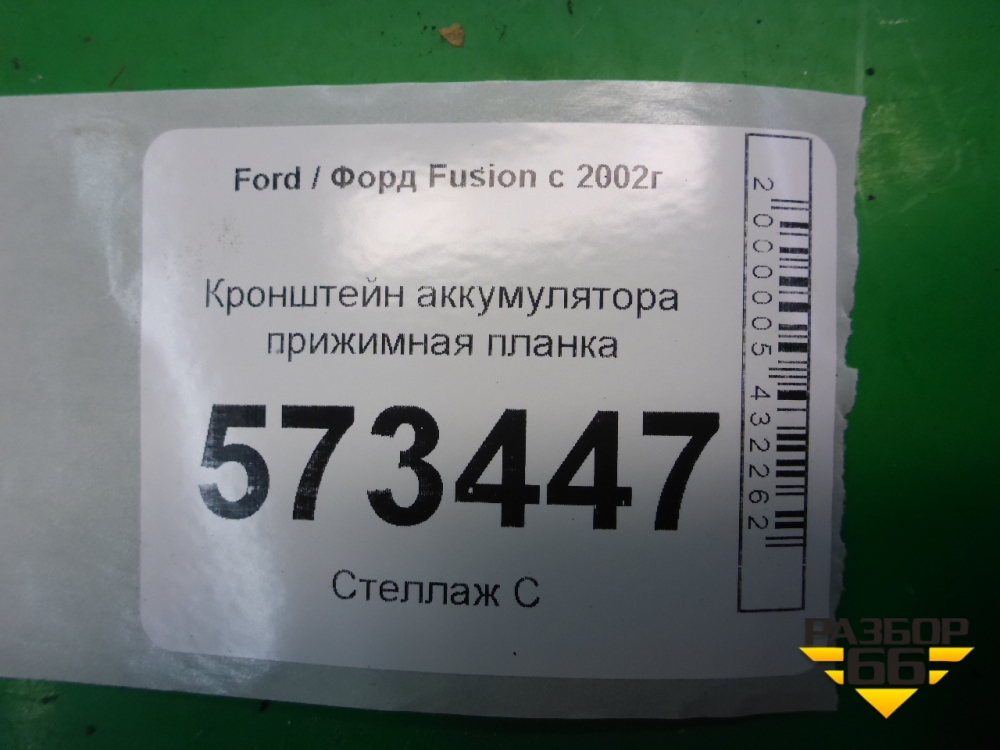 Ford / Форд Fusion с 2002г
Кронштейн аккумулятора
прижимная планка
573447
Стеллаж С
2000005432262
РАЗБОР
66